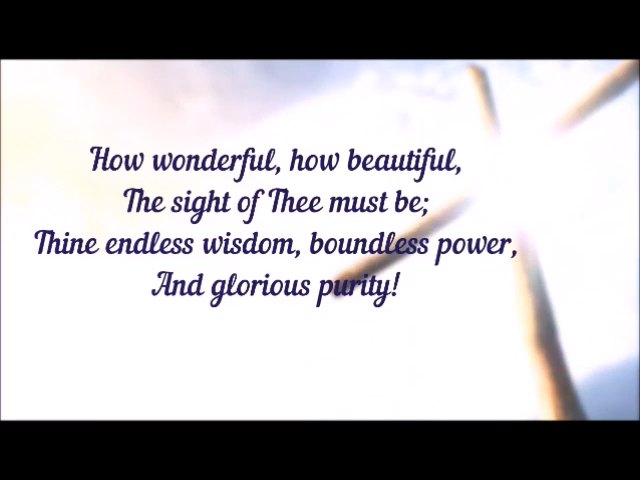 How wonderful, how beautiful,
The sight of Thee must be;
Thine endless wisdom, boundless power,
And glorious purity!